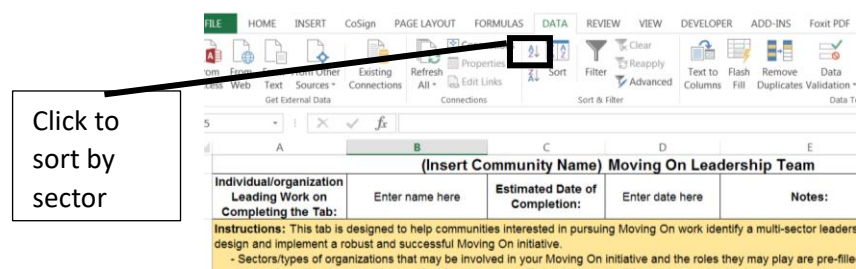 FILE HOME INSERT CoSign PAGE LAYOUT FORMULAS DATA REVIEW VIEW DEVELOPER ADD-INS Foxit PDF
Clear
Properties Reapply
Edit Links Advanced
From Web Text Sources Existing Connections Refresh All Sort Filter Text to Columns Flash Fill Remove Duplicates Data Validation
Get External Data Connections Sort & Filter Data
Click to
sort by
sector
5 fx
A B C D E
(Insert Community Name) Moving On Leadership Team
Individual/organization
Leading Work on
Completing the Tab:
Enter name here
Estimated Date of
Completion:
Enter date here
Notes:
Instructions: This tab is designed to help communities interested in pursuing Moving On work identify a multi-sector
design and implement a robust and successful Moving On initiative.
- Sectors/types of organizations that may be involved in your Moving On initiative and the roles they may play are